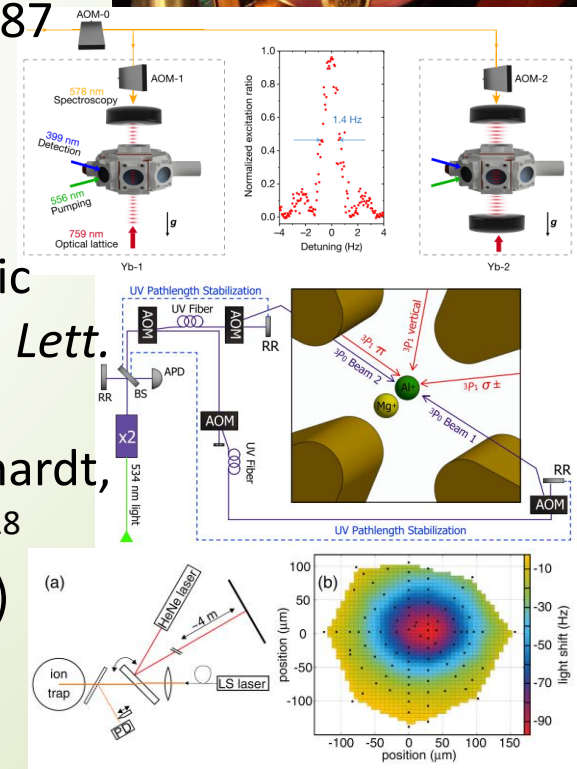 87
AOM-0
AOM-1
AOM-2
578 nm
Spectroscopy
399 nm
Detection
556 nm
Pumping
759 nm
Optical lattice
g
Yb-1
Normalized excitation ratio
1.0
0.8
0.6
0.4
0.2
0.0
1.4 Hz
-4 -2 0 2 4
Detuning (Hz)
g
Yb-2
ic
Lett.
hardt,
18
)
UV Pathlength Stabilization
UV Fiber
AOM
AOM
RR
RR
BS
APD
x2
534 nm light
AOM
UV Fiber
³P₁ π
³P₀ Beam 2
³P₁ vertical
Al⁺
Mg⁺
³P₁ σ ±
³P₀ Beam 1
RR
AOM
UV Pathlength Stabilization
(a)
HeNe laser
~4 m
ion
trap
LS laser
PD
(b)
position (μm)
100
50
0
-50
-100
-100 -50 0 50 100 150
position (μm)
-10
-30
-50
-70
-90
light shift (Hz)